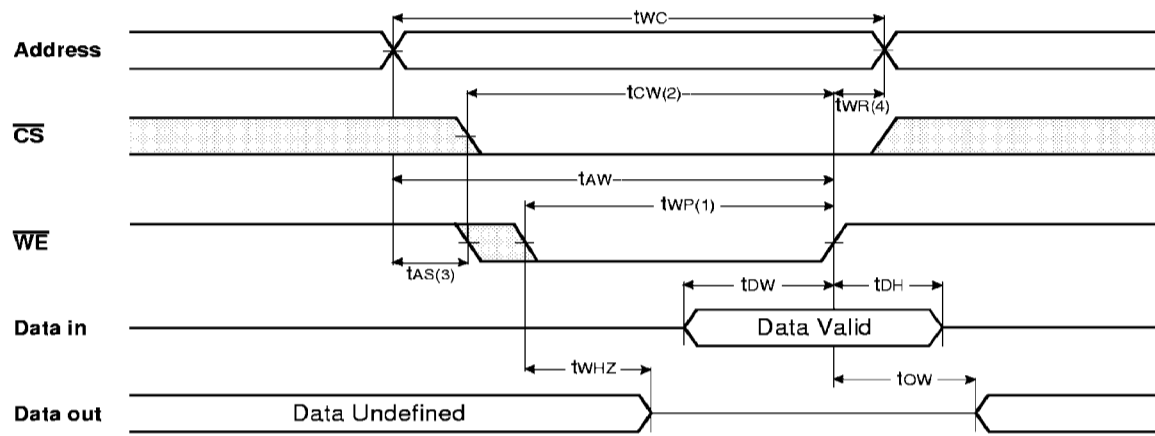 tWC
Address
tCW(2)
tWR(4)
CS
tAW
tWP(1)
WE
tAS(3)
tDW
tDH
Data in
Data Valid
tWHZ
tOW
Data out
Data Undefined